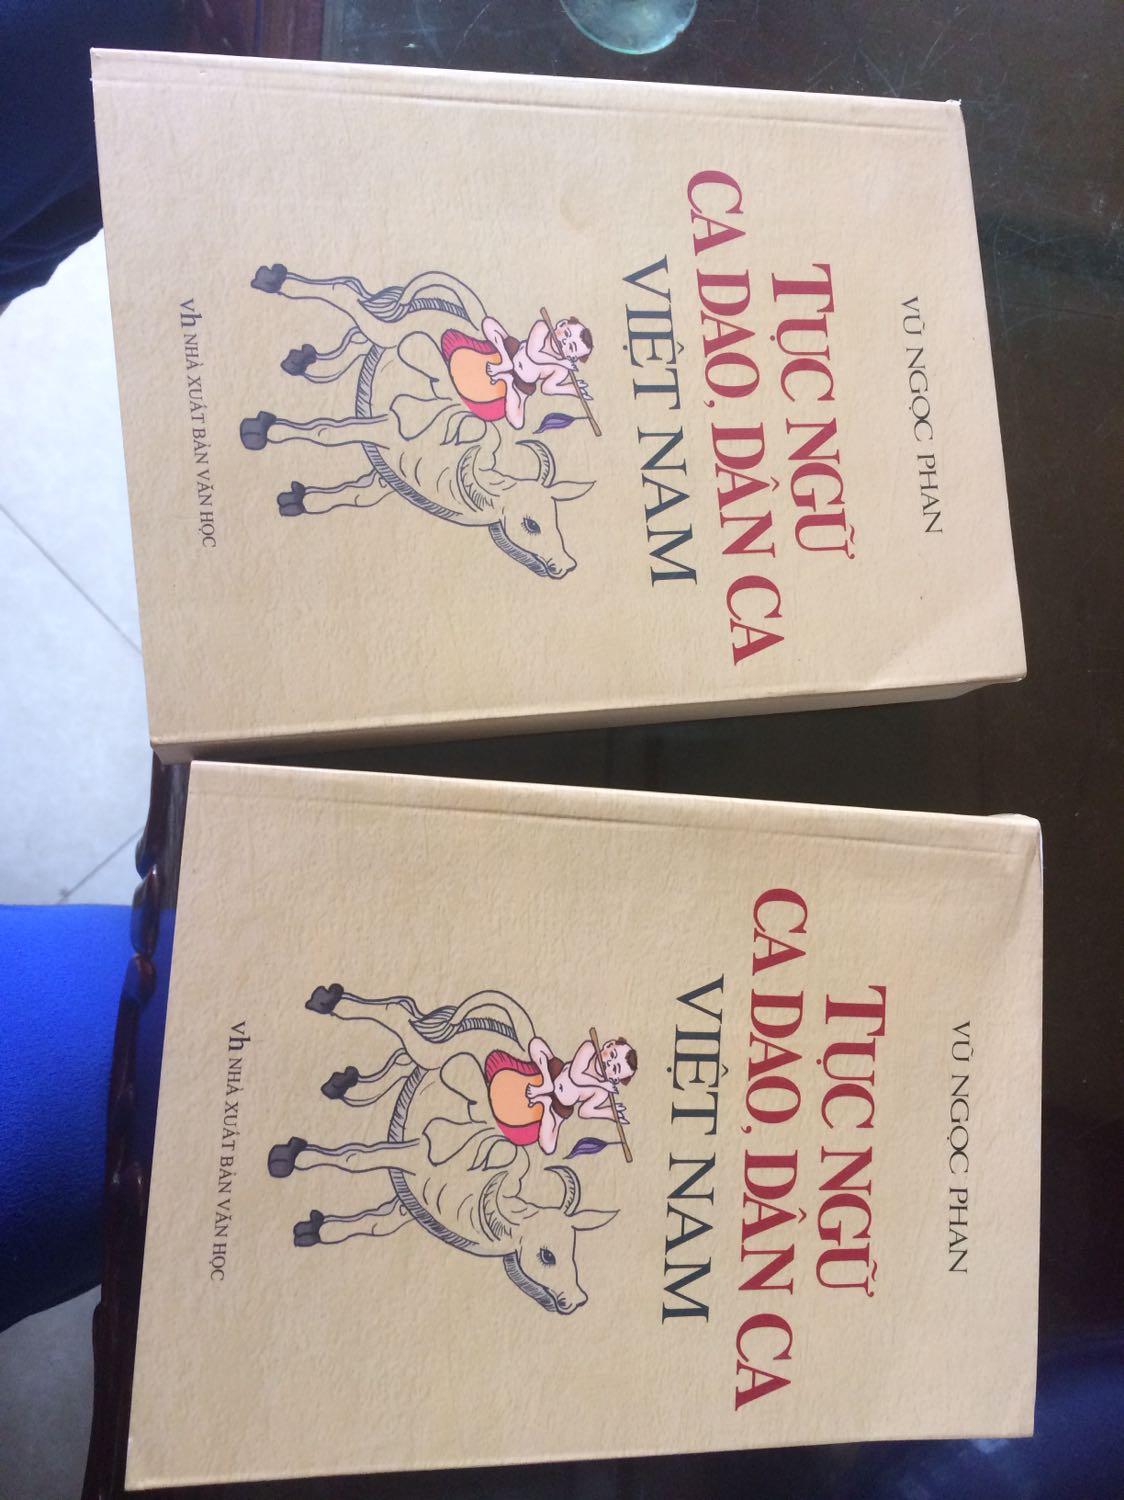 VŨ NGỌC PHAN
TỤC NGỮ
CA DAO, DÂN CA
VIỆT NAM
vh NHÀ XUẤT BẢN VĂN HỌC
VŨ NGỌC PHAN
TỤC NGỮ
CA DAO, DÂN CA
VIỆT NAM
vh NHÀ XUẤT BẢN VĂN HỌC